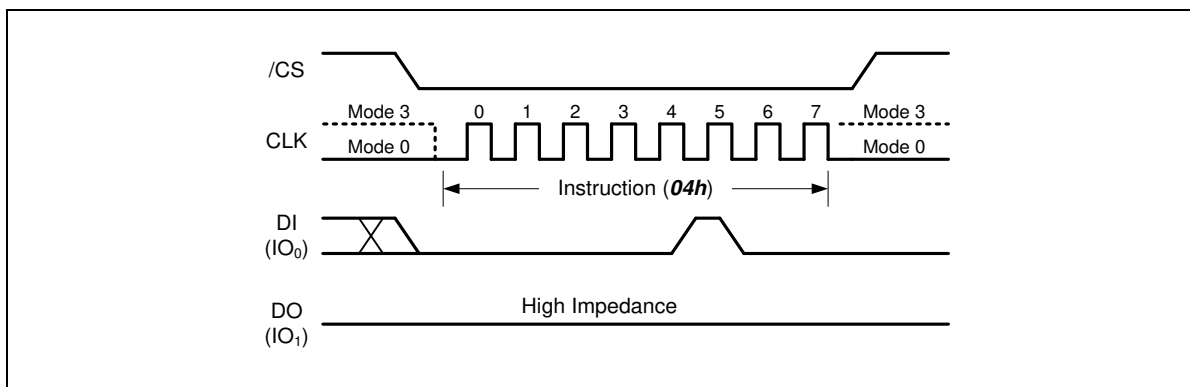 /CS
Mode 3 0 1 2 3 4 5 6 7 Mode 3
CLK
Mode 0 Mode 0
Instruction (04h)
DI
(IO0)
High Impedance
DO
(IO1)